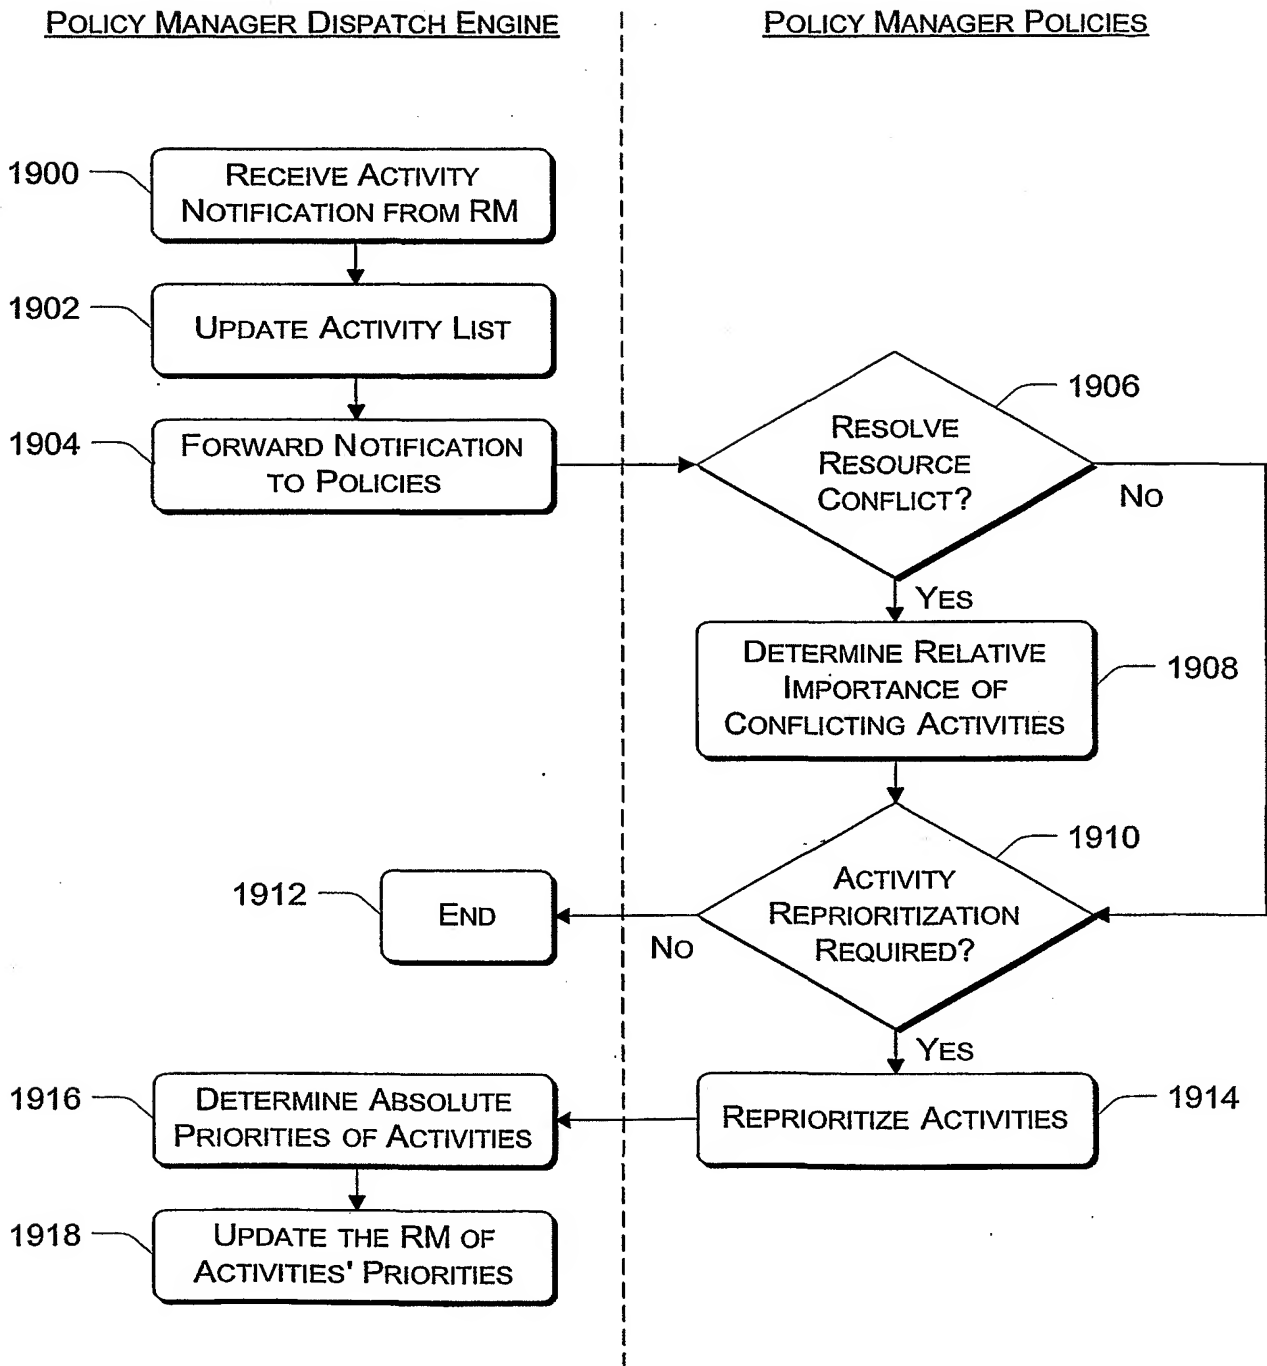 POLICY MANAGER DISPATCH ENGINE
POLICY MANAGER POLICIES
1900
RECEIVE ACTIVITY
NOTIFICATION FROM RM
1902
UPDATE ACTIVITY LIST
1904
FORWARD NOTIFICATION
TO POLICIES
1906
RESOLVE
RESOURCE
CONFLICT?
NO
YES
DETERMINE RELATIVE
IMPORTANCE OF
CONFLICTING ACTIVITIES
1908
1910
ACTIVITY
REPRIORITIZATION
REQUIRED?
1912
END
NO
YES
REPRIORITIZE ACTIVITIES
1914
1916
DETERMINE ABSOLUTE
PRIORITIES OF ACTIVITIES
1918
UPDATE THE RM OF
ACTIVITIES' PRIORITIES